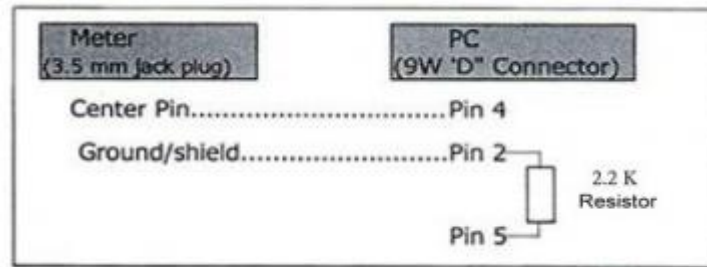 Meter PC
(3.5 mm jack plug) (9W 'D" Connector)
Center Pin................................Pin 4
Ground/shield..........................Pin 2
2.2 K
Resistor
Pin 5